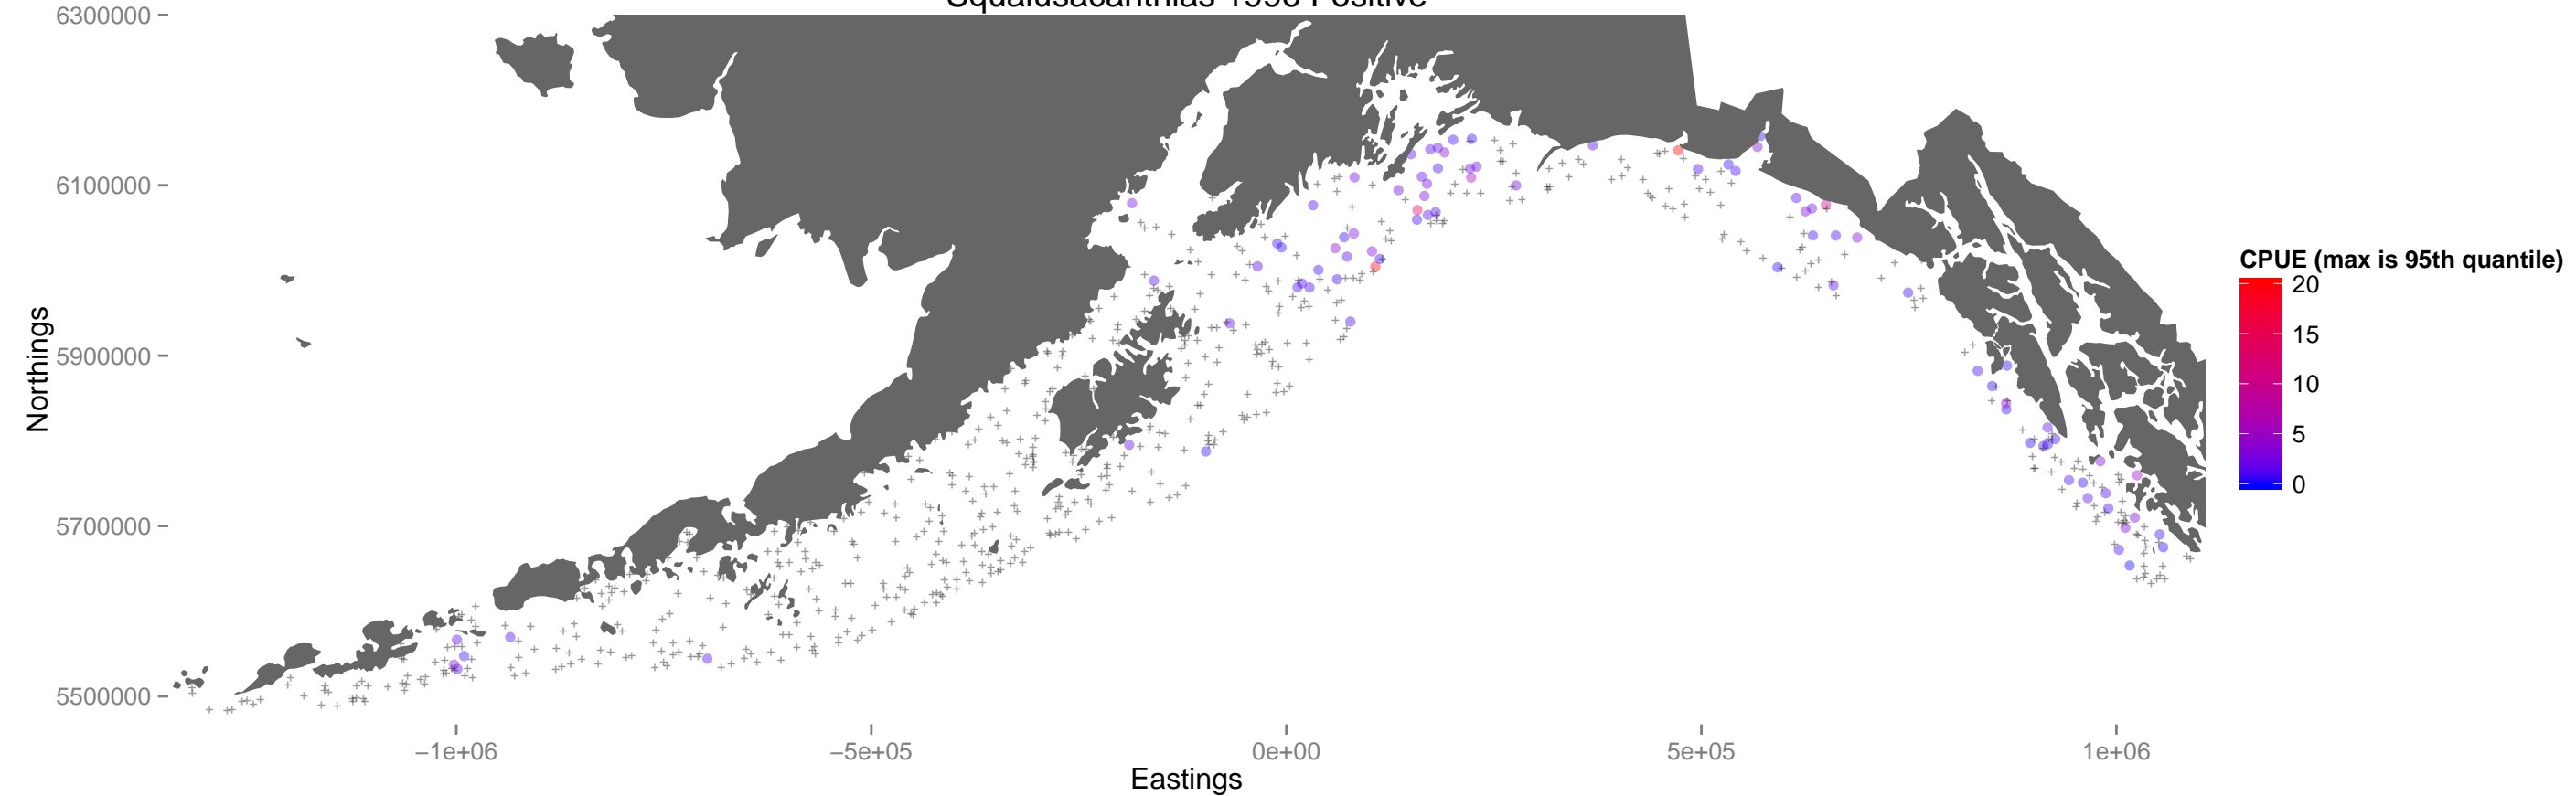 6300000
6100000
5900000
5700000
5500000
Northings
−1e+06
−5e+05
0e+00
5e+05
1e+06
Eastings
CPUE (max is 95th quantile)
20
15
10
5
0